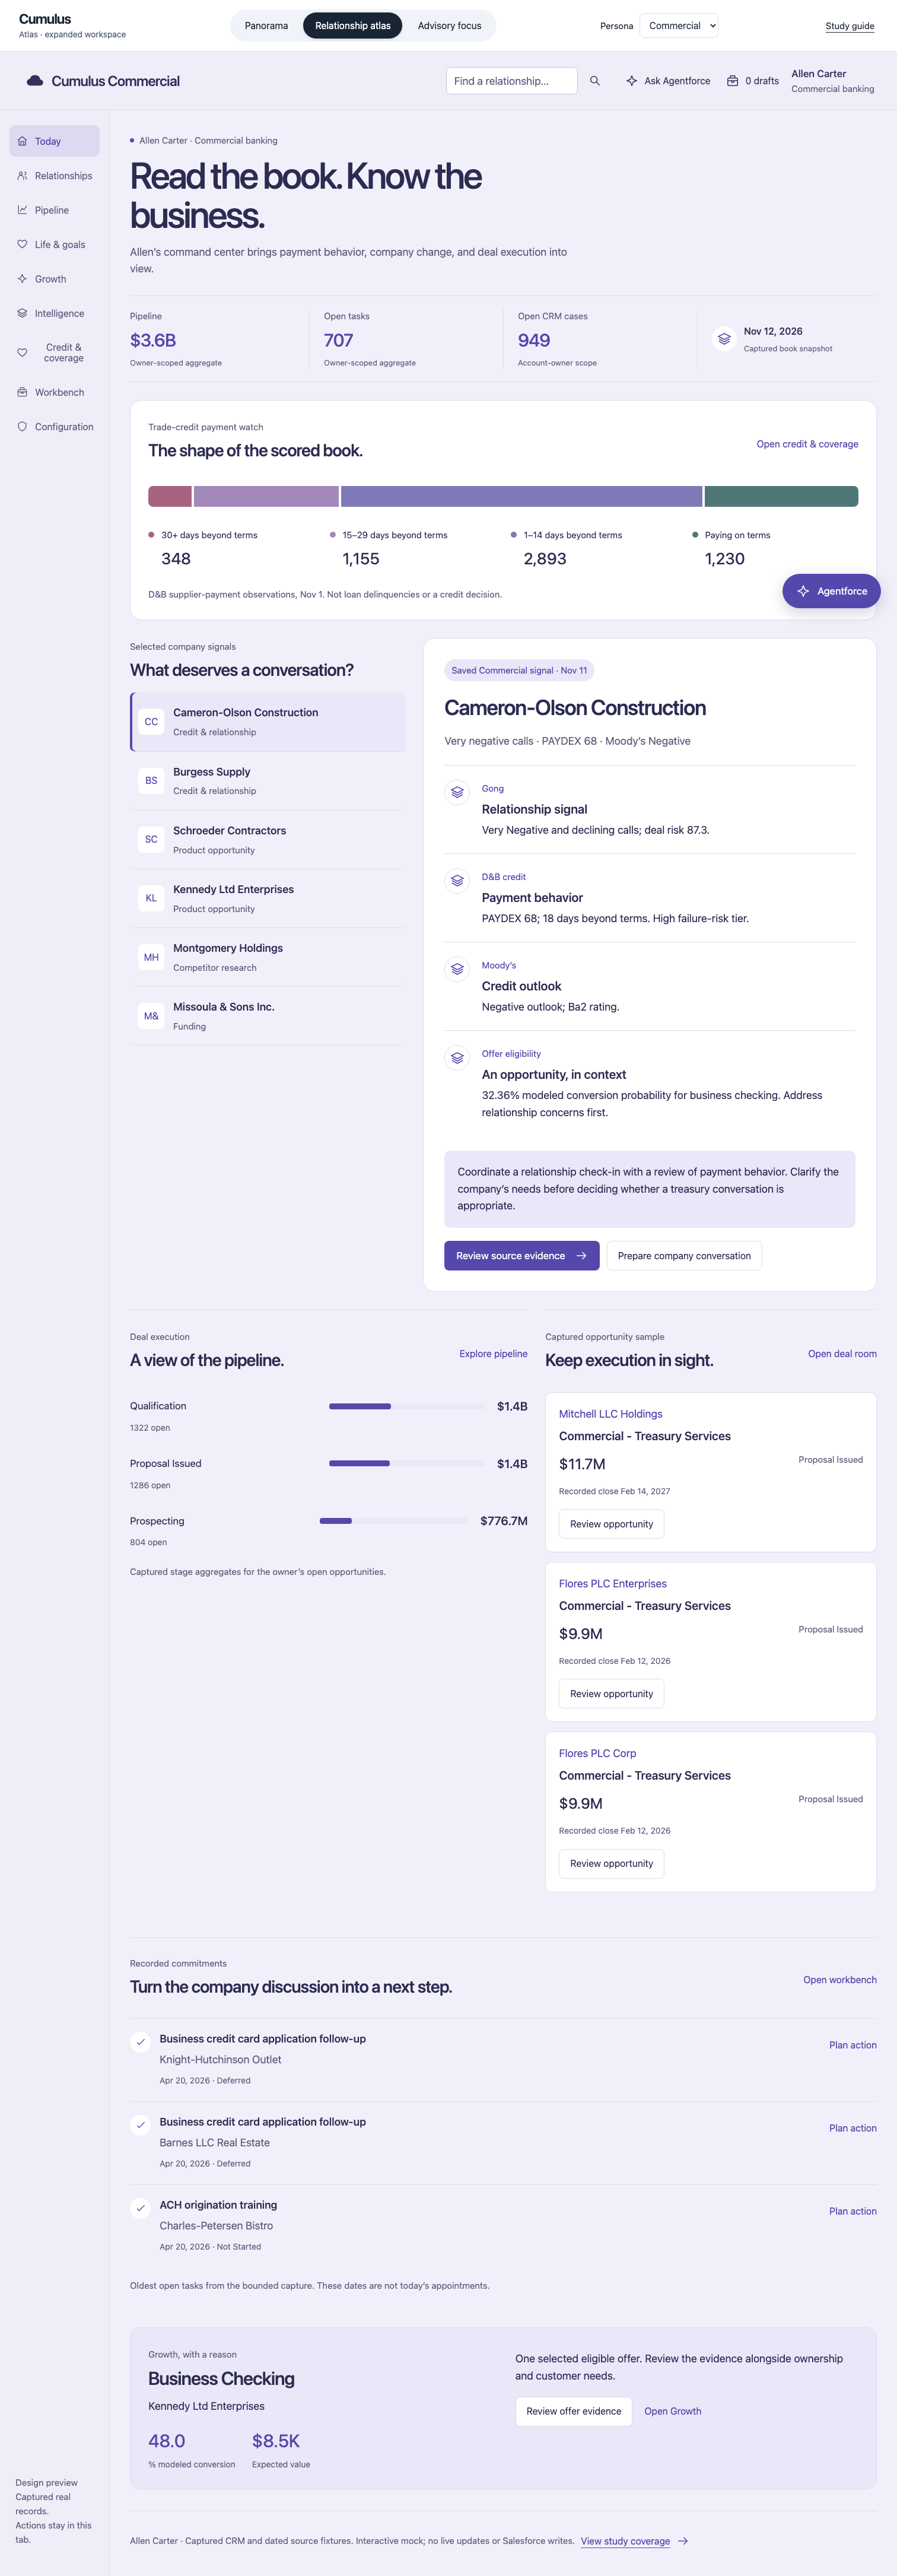 Cumulus
Atlas · expanded workspace
Panorama
Relationship atlas
Advisory focus
Persona
Commercial
Study guide
Cumulus Commercial
Find a relationship...
Ask Agentforce
0 drafts
Allen Carter
Commercial banking
Today
Relationships
Pipeline
Life & goals
Growth
Intelligence
Credit &
coverage
Workbench
Configuration
Allen Carter · Commercial banking
Read the book. Know the
business.
Allen's command center brings payment behavior, company change, and deal execution into
view.
Pipeline
$3.6B
Owner-scoped aggregate
Open tasks
707
Owner-scoped aggregate
Open CRM cases
949
Account-owner scope
Nov 12, 2026
Captured book snapshot
Trade-credit payment watch
The shape of the scored book.
Open credit & coverage
30+ days beyond terms
348
15–29 days beyond terms
1,155
1–14 days beyond terms
2,893
Paying on terms
1,230
D&B supplier-payment observations, Nov 1. Not loan delinquencies or a credit decision.
Agentforce
Selected company signals
What deserves a conversation?
CC
Cameron-Olson Construction
Credit & relationship
BS
Burgess Supply
Credit & relationship
SC
Schroeder Contractors
Product opportunity
KL
Kennedy Ltd Enterprises
Product opportunity
MH
Montgomery Holdings
Competitor research
M&
Missoula & Sons Inc.
Funding
Saved Commercial signal · Nov 11
Cameron-Olson Construction
Very negative calls · PAYDEX 68 · Moody's Negative
Gong
Relationship signal
Very Negative and declining calls; deal risk 87.3.
D&B credit
Payment behavior
PAYDEX 68; 18 days beyond terms. High failure-risk tier.
Moody's
Credit outlook
Negative outlook; Ba2 rating.
Offer eligibility
An opportunity, in context
32.36% modeled conversion probability for business checking. Address
relationship concerns first.
Coordinate a relationship check-in with a review of payment behavior. Clarify the
company's needs before deciding whether a treasury conversation is
appropriate.
Review source evidence
Prepare company conversation
Deal execution
A view of the pipeline.
Explore pipeline
Qualification
1322 open
$1.4B
Proposal Issued
1286 open
$1.4B
Prospecting
804 open
$776.7M
Captured stage aggregates for the owner's open opportunities.
Captured opportunity sample
Keep execution in sight.
Open deal room
Mitchell LLC Holdings
Commercial - Treasury Services
$11.7M
Proposal Issued
Recorded close Feb 14, 2027
Review opportunity
Flores PLC Enterprises
Commercial - Treasury Services
$9.9M
Proposal Issued
Recorded close Feb 12, 2026
Review opportunity
Flores PLC Corp
Commercial - Treasury Services
$9.9M
Proposal Issued
Recorded close Feb 12, 2026
Review opportunity
Recorded commitments
Turn the company discussion into a next step.
Open workbench
Business credit card application follow-up
Knight-Hutchinson Outlet
Apr 20, 2026 · Deferred
Plan action
Business credit card application follow-up
Barnes LLC Real Estate
Apr 20, 2026 · Deferred
Plan action
ACH origination training
Charles-Petersen Bistro
Apr 20, 2026 · Not Started
Plan action
Oldest open tasks from the bounded capture. These dates are not today's appointments.
Growth, with a reason
Business Checking
Kennedy Ltd Enterprises
48.0
% modeled conversion
$8.5K
Expected value
One selected eligible offer. Review the evidence alongside ownership
and customer needs.
Review offer evidence
Open Growth
Design preview
Captured real
records.
Actions stay in this
tab.
Allen Carter · Captured CRM and dated source fixtures. Interactive mock; no live updates or Salesforce writes.
View study coverage